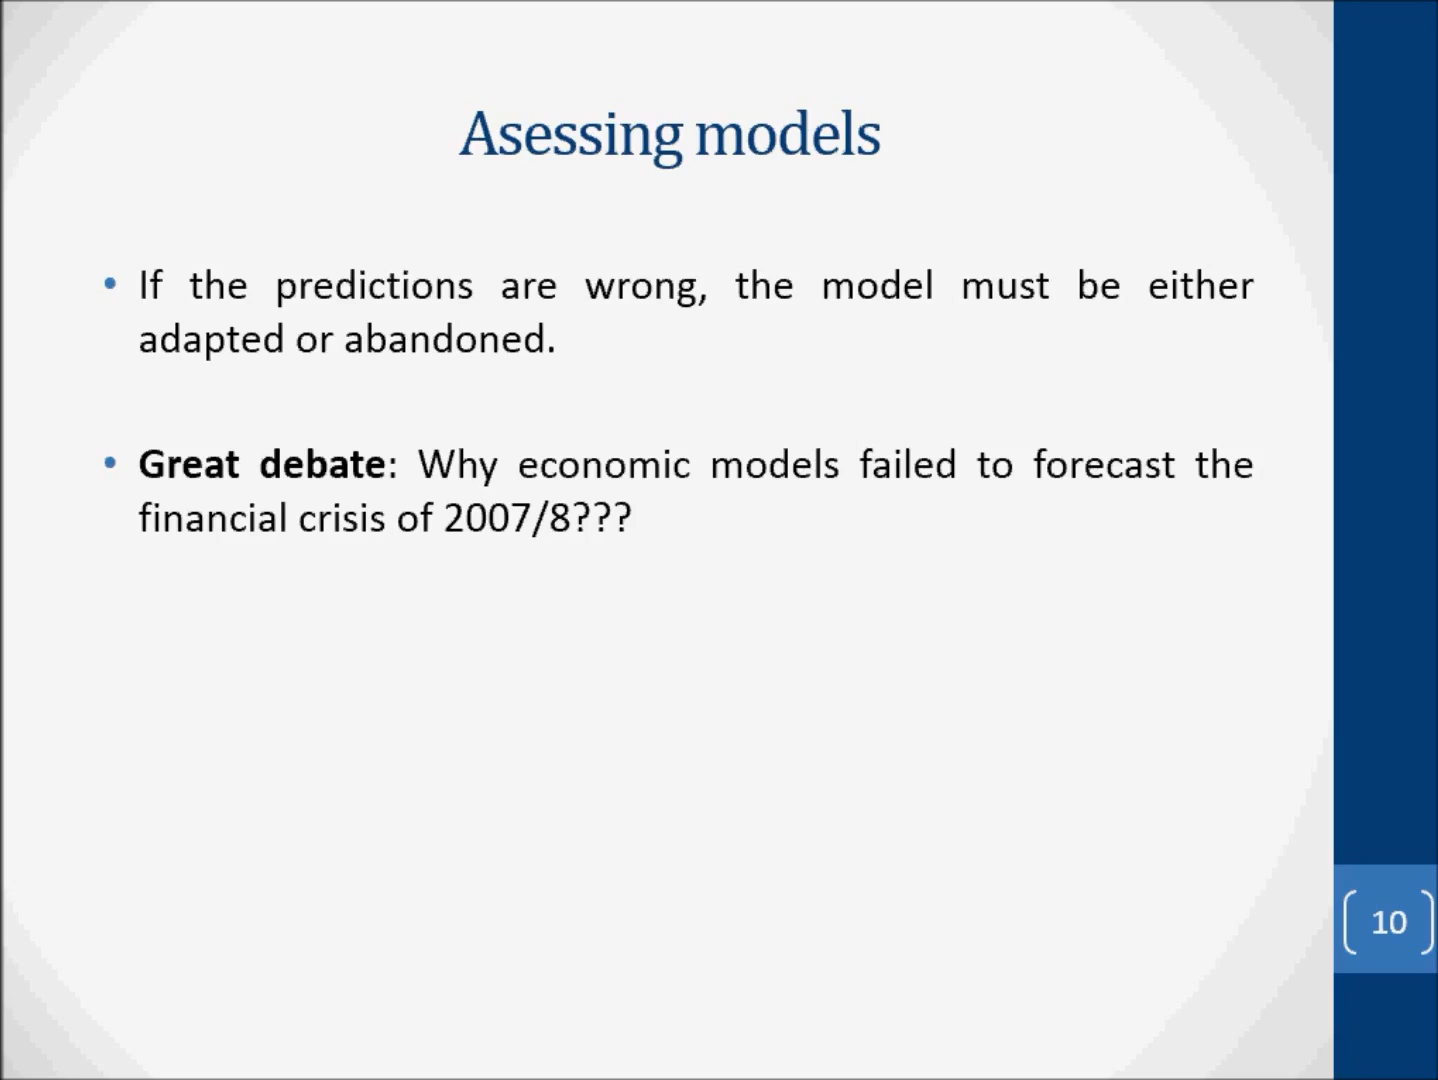 Asessing models
• If the predictions are wrong, the model must be either
adapted or abandoned.
• Great debate: Why economic models failed to forecast the
financial crisis of 2007/8???
10